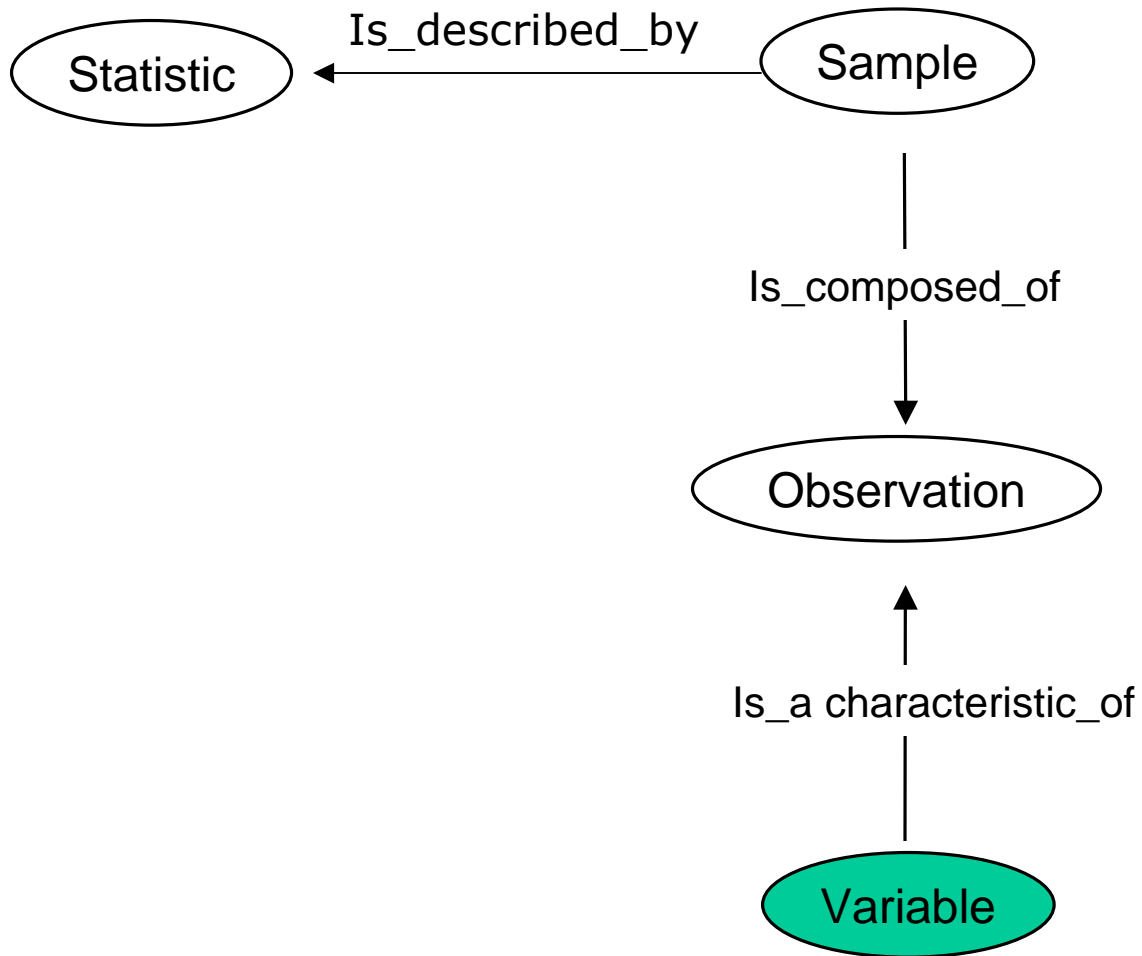 Is_described_by
Statistic
Sample
Is_composed_of
Observation
Is_a characteristic_of
Variable